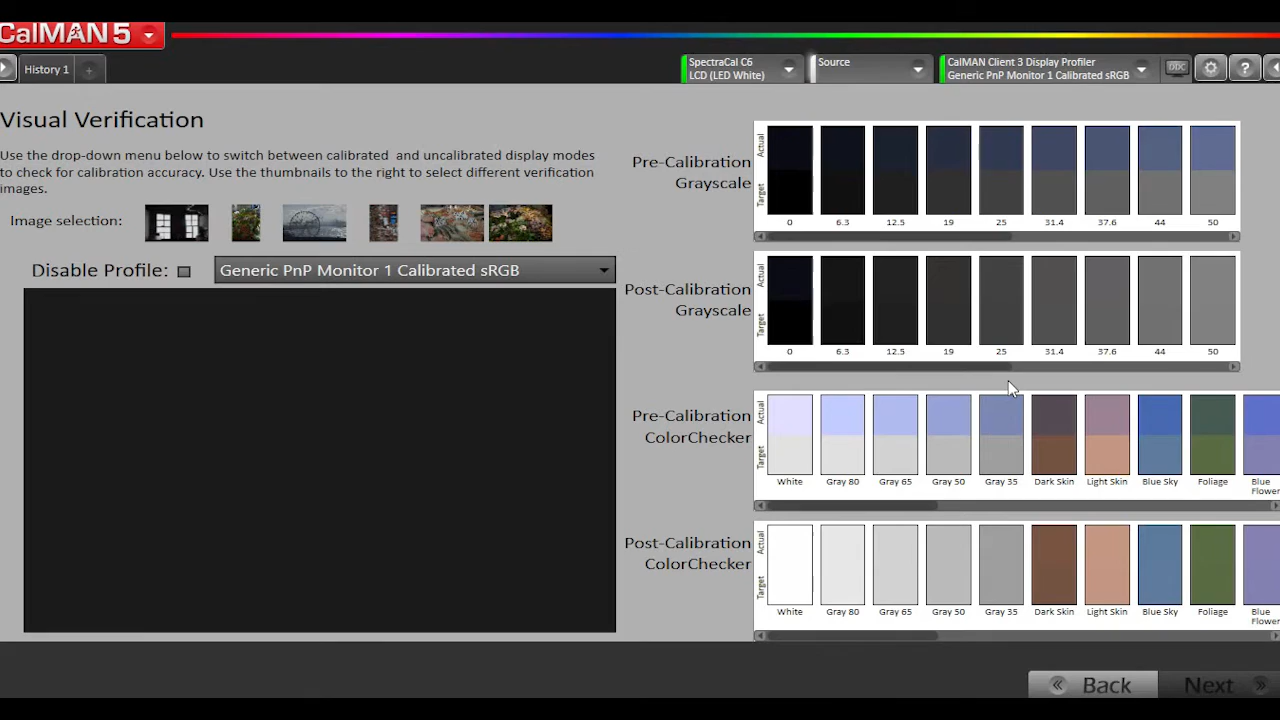 CalMAN 5
History 1
SpectraCal C6
LCD (LED White)
Source
CalMAN Client 3 Display Profiler
Generic PnP Monitor 1 Calibrated sRGB
DDC
?
Visual Verification
Use the drop-down menu below to switch between calibrated and uncalibrated display modes
to check for calibration accuracy. Use the thumbnails to the right to select different verification
images.
Image selection:
Disable Profile:
Generic PnP Monitor 1 Calibrated sRGB
Pre-Calibration
Grayscale
Actual
Target
0 6.3 12.5 19 25 31.4 37.6 44 50
Post-Calibration
Grayscale
Actual
Target
0 6.3 12.5 19 25 31.4 37.6 44 50
Pre-Calibration
ColorChecker
Actual
Target
White Gray 80 Gray 65 Gray 50 Gray 35 Dark Skin Light Skin Blue Sky Foliage Blue
Flower
Post-Calibration
ColorChecker
Actual
Target
White Gray 80 Gray 65 Gray 50 Gray 35 Dark Skin Light Skin Blue Sky Foliage Blue
Flower
Back
Next